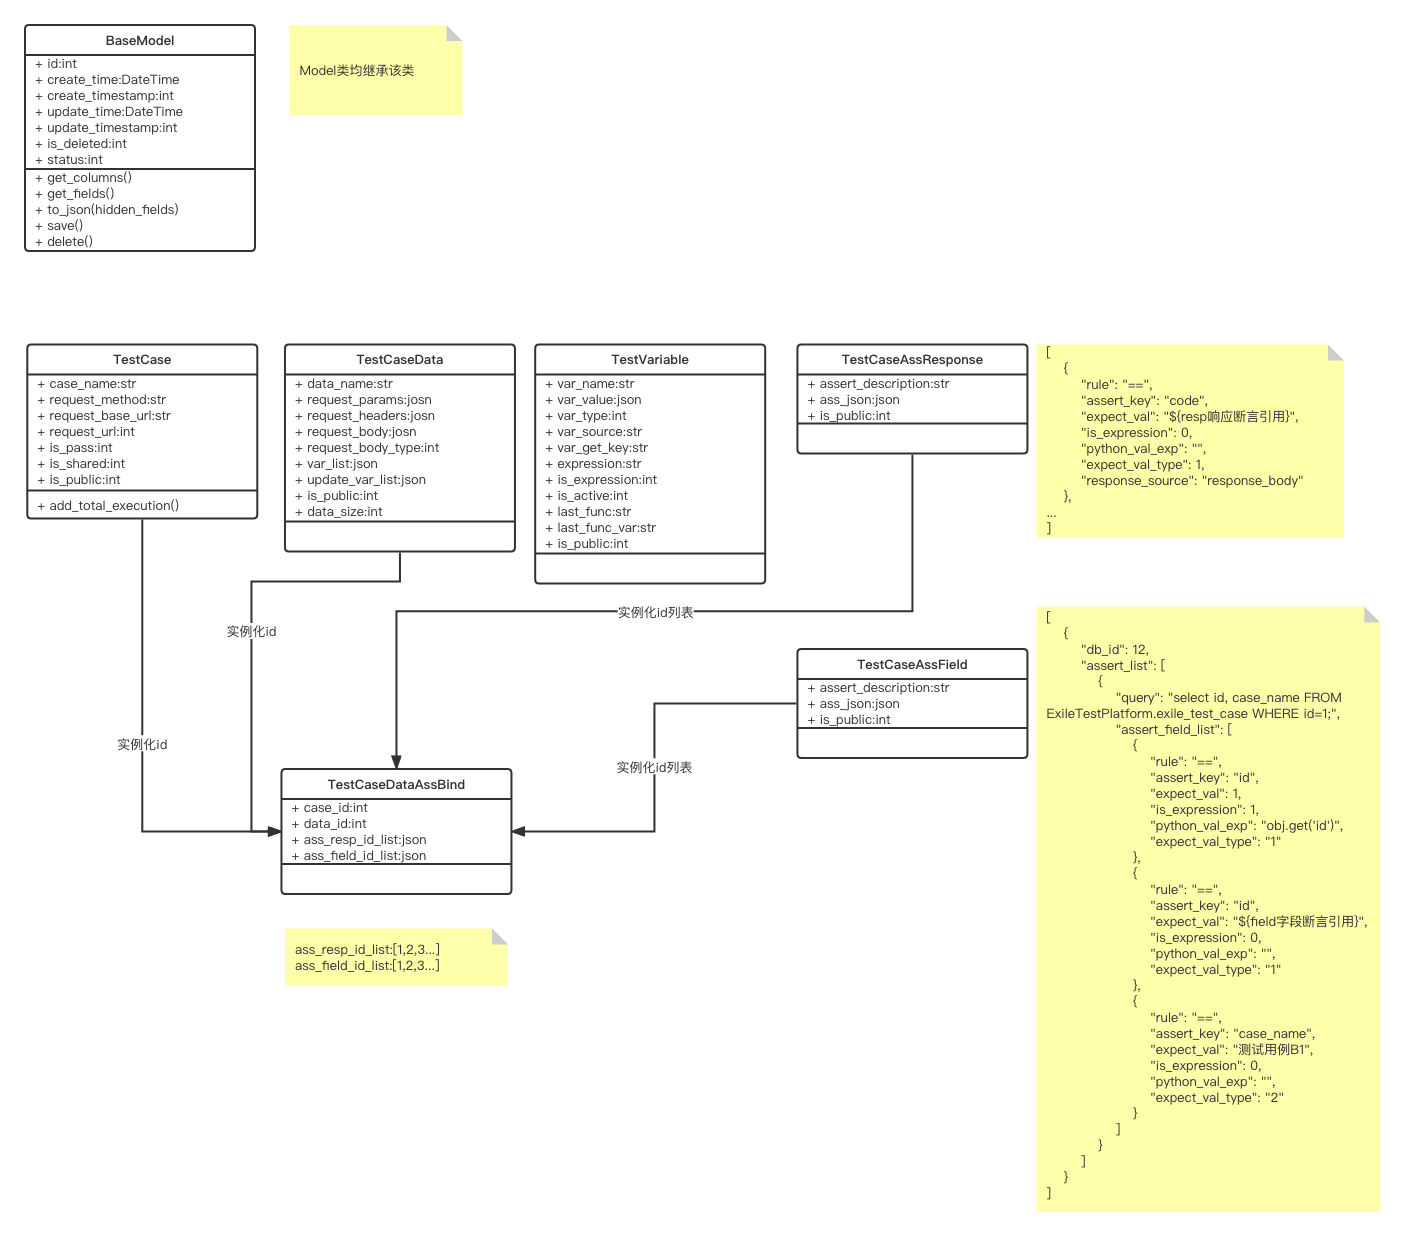 BaseModel
+ id:int
+ create_time:DateTime
+ create_timestamp:int
+ update_time:DateTime
+ update_timestamp:int
+ is_deleted:int
+ status:int
+ get_columns()
+ get_fields()
+ to_json(hidden_fields)
+ save()
+ delete()
Model类均继承该类
TestCase
+ case_name:str
+ request_method:str
+ request_base_url:str
+ request_url:int
+ is_pass:int
+ is_shared:int
+ is_public:int
+ add_total_execution()
TestCaseData
+ data_name:str
+ request_params:josn
+ request_headers:josn
+ request_body:josn
+ request_body_type:int
+ var_list:json
+ update_var_list:json
+ is_public:int
+ data_size:int
TestVariable
+ var_name:str
+ var_value:json
+ var_type:int
+ var_source:str
+ var_get_key:str
+ expression:str
+ is_expression:int
+ is_active:int
+ last_func:str
+ last_func_var:str
+ is_public:int
TestCaseAssResponse
+ assert_description:str
+ ass_json:json
+ is_public:int
[
{
"rule": "==",
"assert_key": "code",
"expect_val": "${resp响应断言引用}",
"is_expression": 0,
"python_val_exp": "",
"expect_val_type": 1,
"response_source": "response_body"
},
...
]
实例化id
实例化id列表
实例化id
TestCaseAssField
+ assert_description:str
+ ass_json:json
+ is_public:int
实例化id列表
TestCaseDataAssBind
+ case_id:int
+ data_id:int
+ ass_resp_id_list:json
+ ass_field_id_list:json
ass_resp_id_list:[1,2,3...]
ass_field_id_list:[1,2,3...]
[
{
"db_id": 12,
"assert_list": [
{
"query": "select id, case_name FROM
ExileTestPlatform.exile_test_case WHERE id=1;",
"assert_field_list": [
{
"rule": "==",
"assert_key": "id",
"expect_val": 1,
"is_expression": 1,
"python_val_exp": "obj.get('id')",
"expect_val_type": "1"
},
{
"rule": "==",
"assert_key": "id",
"expect_val": "${field字段断言引用}",
"is_expression": 0,
"python_val_exp": "",
"expect_val_type": "1"
},
{
"rule": "==",
"assert_key": "case_name",
"expect_val": "测试用例B1",
"is_expression": 0,
"python_val_exp": "",
"expect_val_type": "2"
}
]
}
]
}
]